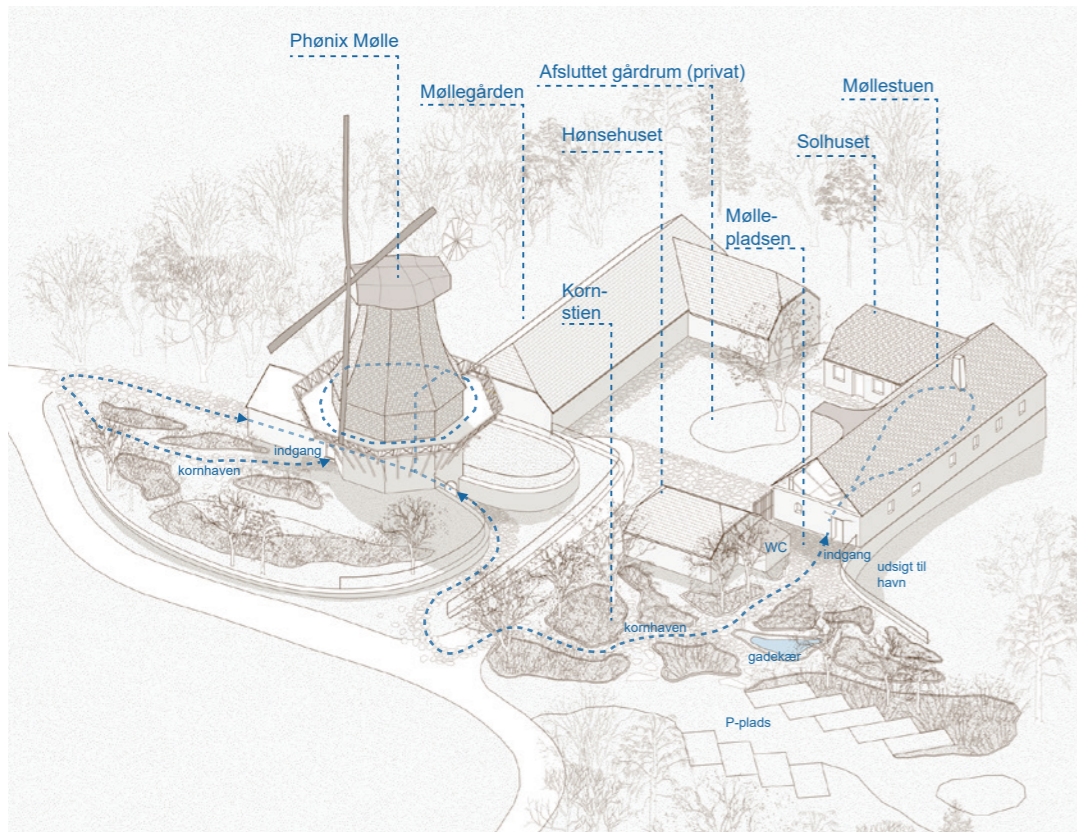 Phønix Mølle
Afsluttet gårdrum (privat)
Møllegården
Møllestuen
Hønsehuset
Solhuset
Mølle-
pladsen
Korn-
stien
indgang
kornhaven
WC
indgang
udsigt til
havn
kornhaven
gadekær
P-plads